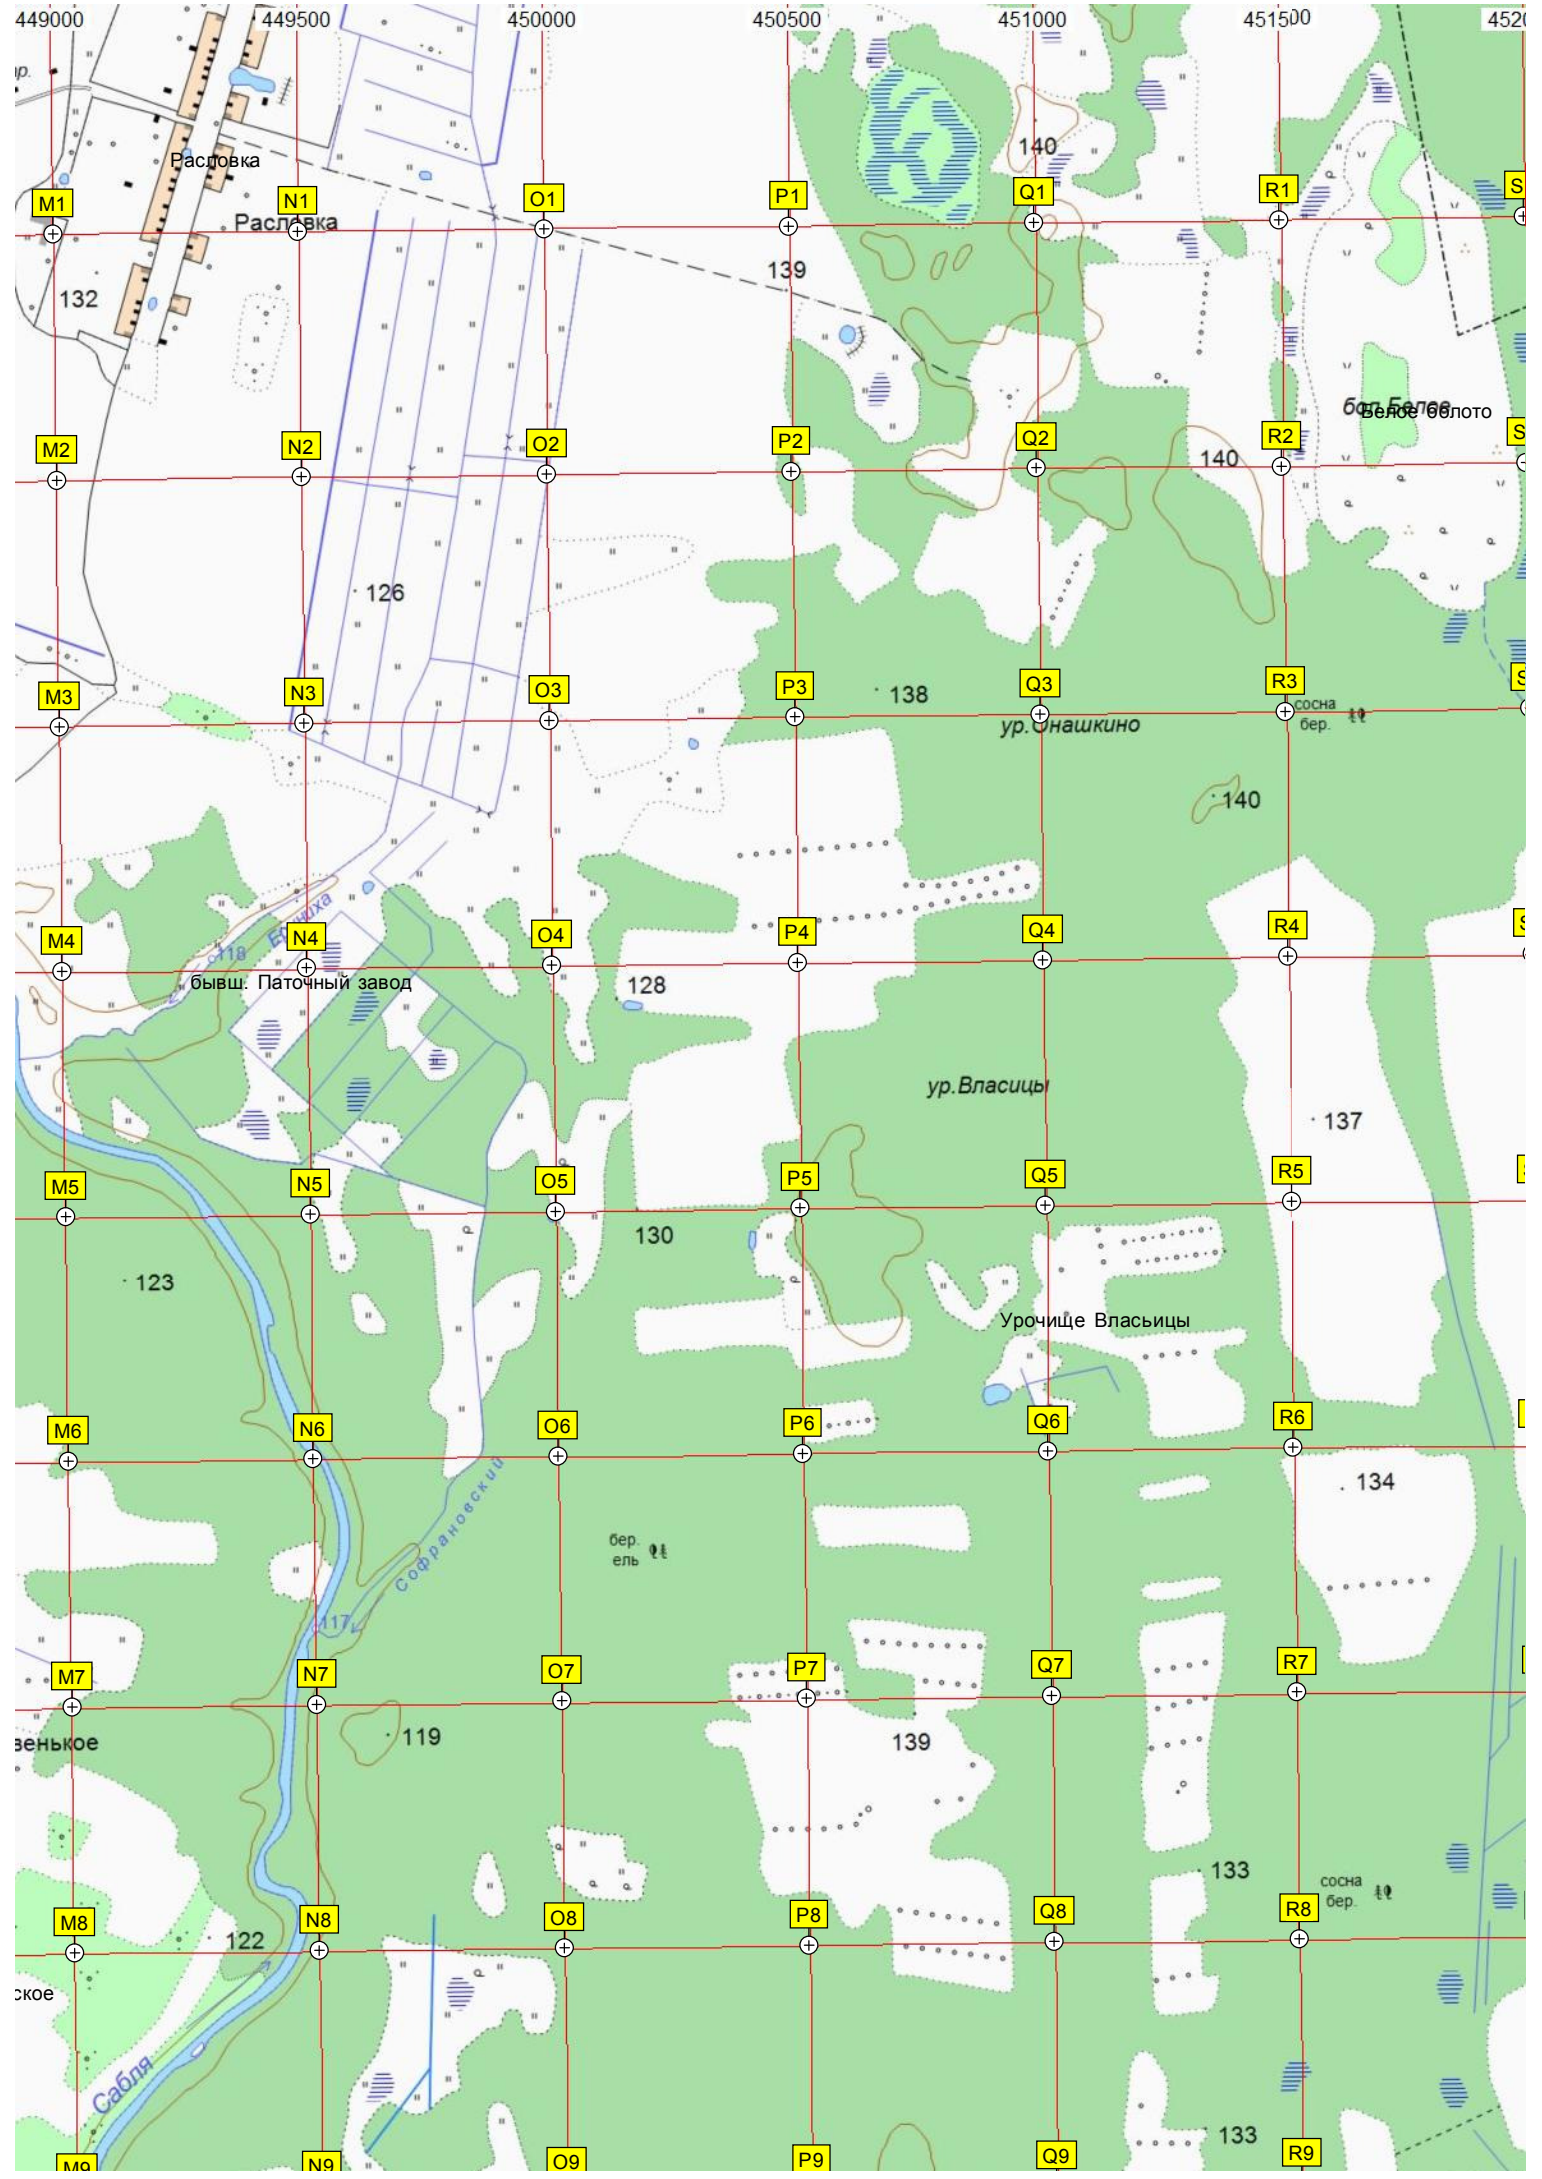 449000 449500 450000 450500 451000 451500
140
Расловка
M1 N1 O1 P1 Q1 R1
Расловка
132
139
бол.Белое
Белое болото
M2 N2 O2 P2 Q2 R2
140
126
M3 N3 O3 P3 Q3 R3
138
сосна
бер.
ур.Онашкино
140
M4 N4 O4 P4 Q4 R4
118
бывш. Паточный завод
128
ур.Власицы
137
M5 N5 O5 P5 Q5 R5
130
123
Урочище Власьицы
M6 N6 O6 P6 Q6 R6
134
Софрановский
бер.
ель
117
M7 N7 O7 P7 Q7 R7
119
139
венькое
133
сосна
бер.
M8 N8 O8 P8 Q8 R8
122
ское
Сабля
133
M9 N9 O9 P9 Q9 R9